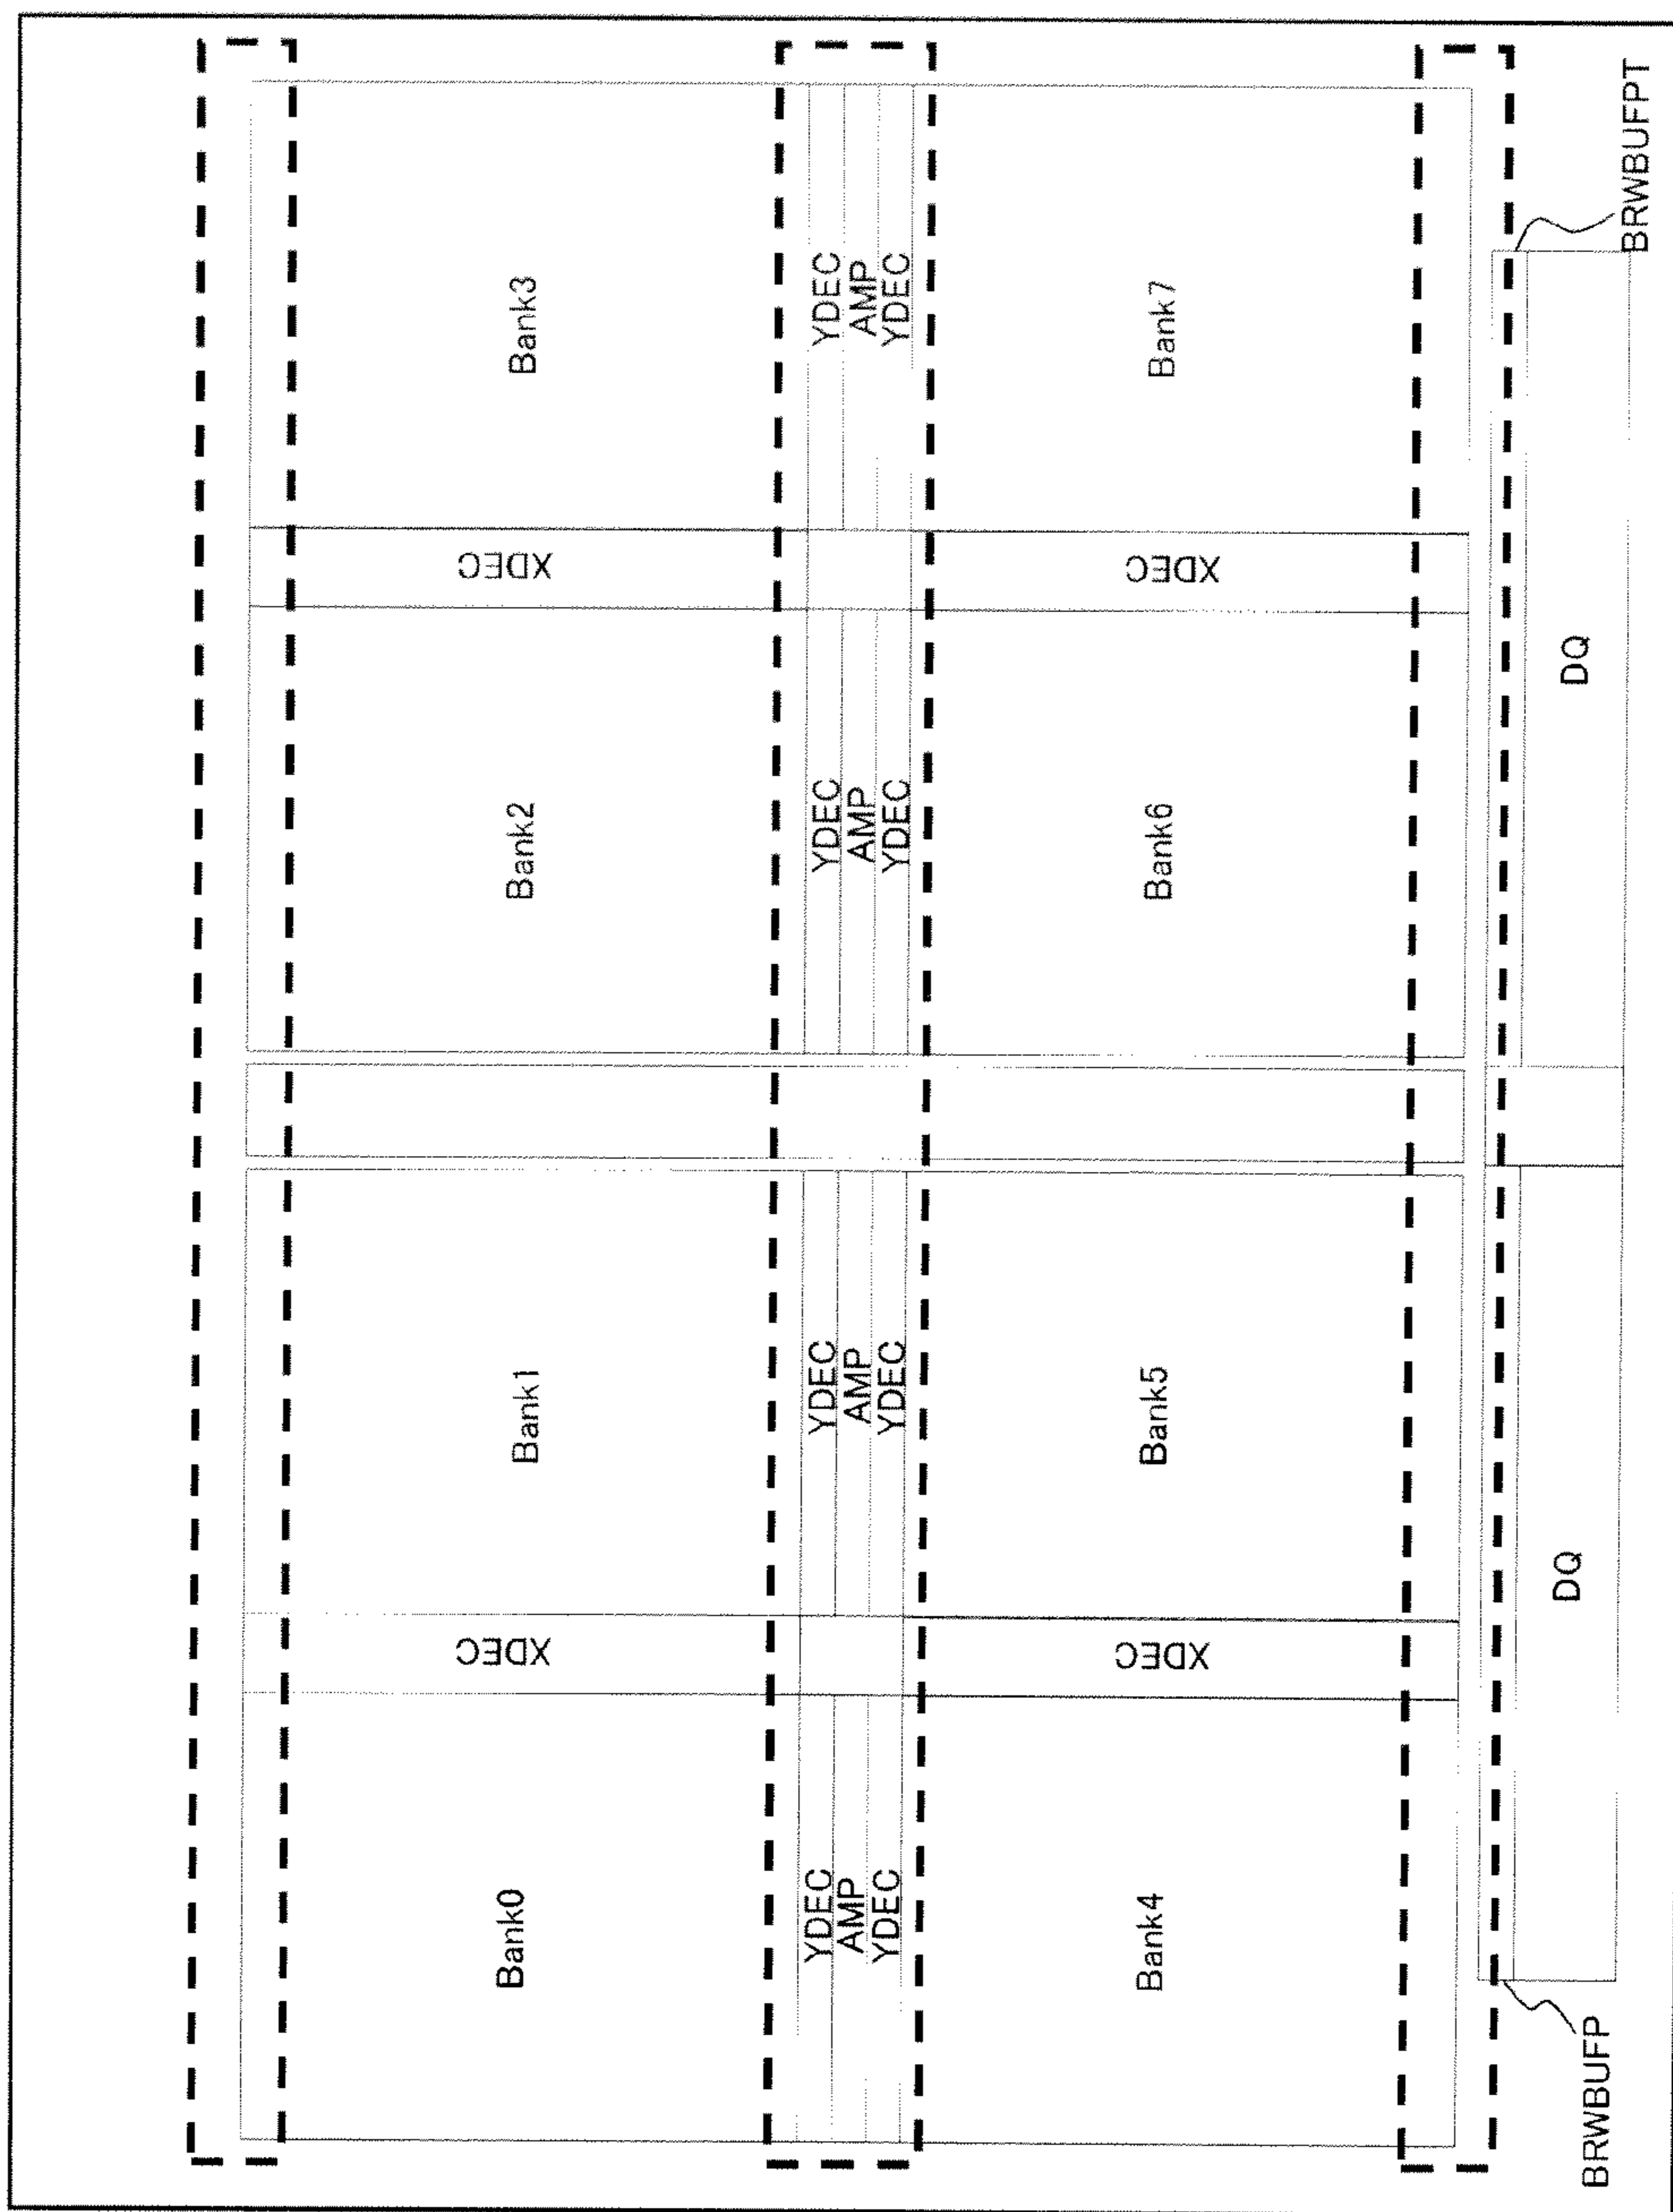 Bank0
XDEC
Bank1
Bank2
XDEC
Bank3
YDEC
AMP
YDEC
YDEC
AMP
YDEC
YDEC
AMP
YDEC
YDEC
AMP
YDEC
Bank4
XDEC
Bank5
Bank6
XDEC
Bank7
BRWBUFP
DQ
DQ
BRWBUFPT